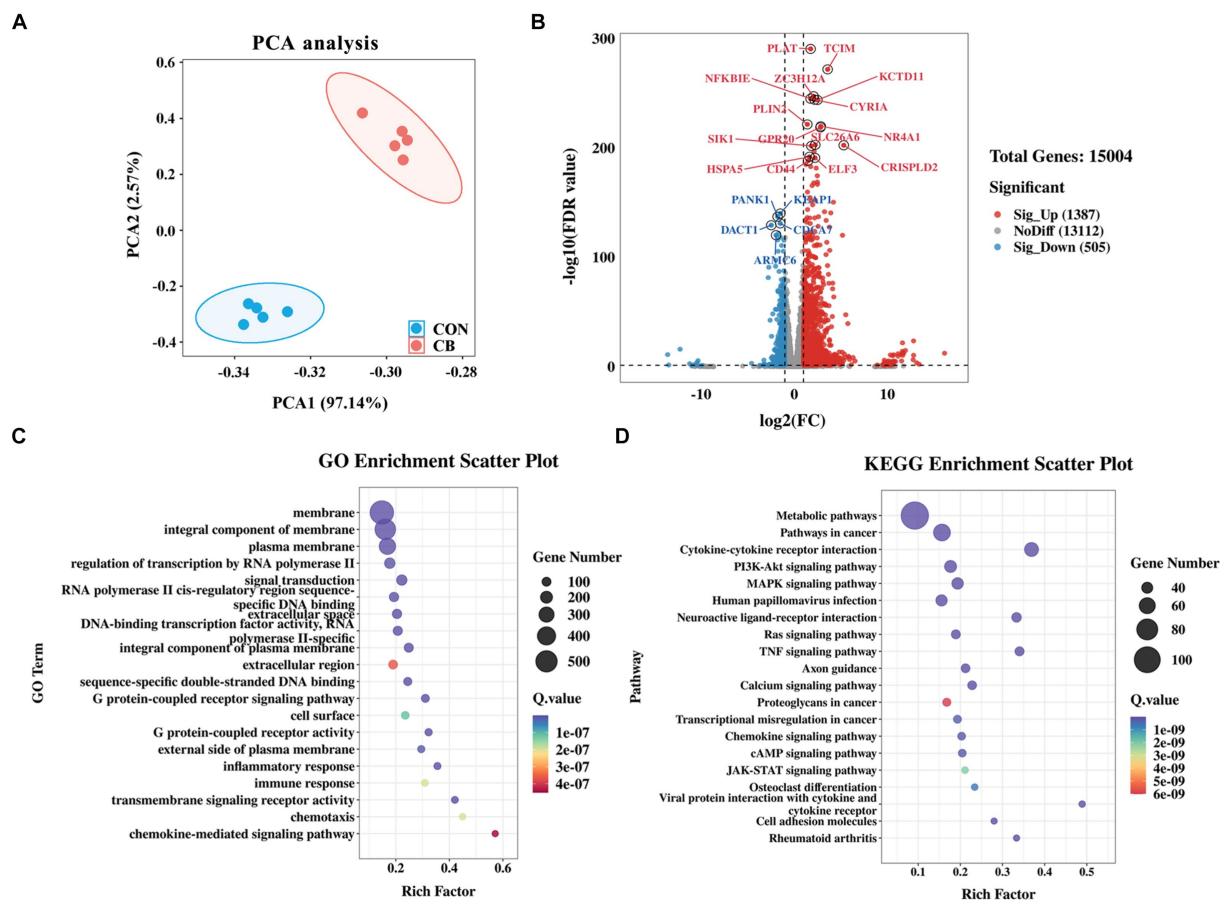 A
PCA analysis
PCA2 (2.57%)
0.6
0.4
0.2
0.0
-0.2
-0.4
-0.34
-0.32
-0.30
-0.28
PCA1 (97.14%)
CON
CB
B
-log10(FDR value)
300
200
100
0
-10
0
10
log2(FC)
PLAT
TCIM
NFKBIE
ZC3H12A
KCTD11
CYRIA
PLIN2
SIK1
GPR20
SLC26A6
NR4A1
HSPA5
CD44
ELF3
CRISPLD2
PANK1
KEAP1
DACT1
CDCA7
ARMC6
Total Genes: 15004
Significant
Sig_Up (1387)
NoDiff (13112)
Sig_Down (505)
C
GO Enrichment Scatter Plot
GO Term
membrane
integral component of membrane
plasma membrane
regulation of transcription by RNA polymerase II
signal transduction
RNA polymerase II cis-regulatory region sequence-
specific DNA binding
extracellular space
DNA-binding transcription factor activity, RNA
polymerase II-specific
integral component of plasma membrane
extracellular region
sequence-specific double-stranded DNA binding
G protein-coupled receptor signaling pathway
cell surface
G protein-coupled receptor activity
external side of plasma membrane
inflammatory response
immune response
transmembrane signaling receptor activity
chemotaxis
chemokine-mediated signaling pathway
0.2
0.4
0.6
Rich Factor
Gene Number
100
200
300
400
500
Q.value
1e-07
2e-07
3e-07
4e-07
D
KEGG Enrichment Scatter Plot
Pathway
Metabolic pathways
Pathways in cancer
Cytokine-cytokine receptor interaction
PI3K-Akt signaling pathway
MAPK signaling pathway
Human papillomavirus infection
Neuroactive ligand-receptor interaction
Ras signaling pathway
TNF signaling pathway
Axon guidance
Calcium signaling pathway
Proteoglycans in cancer
Transcriptional misregulation in cancer
Chemokine signaling pathway
cAMP signaling pathway
JAK-STAT signaling pathway
Osteoclast differentiation
Viral protein interaction with cytokine and
cytokine receptor
Cell adhesion molecules
Rheumatoid arthritis
0.1
0.2
0.3
0.4
0.5
Rich Factor
Gene Number
40
60
80
100
Q.value
1e-09
2e-09
3e-09
4e-09
5e-09
6e-09